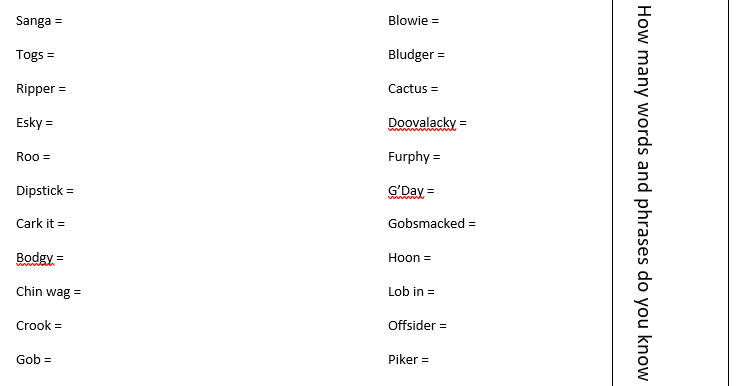 Sanga =
Togs =
Ripper =
Esky =
Roo =
Dipstick =
Cark it =
Bodgy =
Chin wag =
Crook =
Gob =
Blowie =
Bludger =
Cactus =
Doovalacky =
Furphy =
G’Day =
Gobsmacked =
Hoon =
Lob in =
Offsider =
Piker =
How many words and phrases do you know